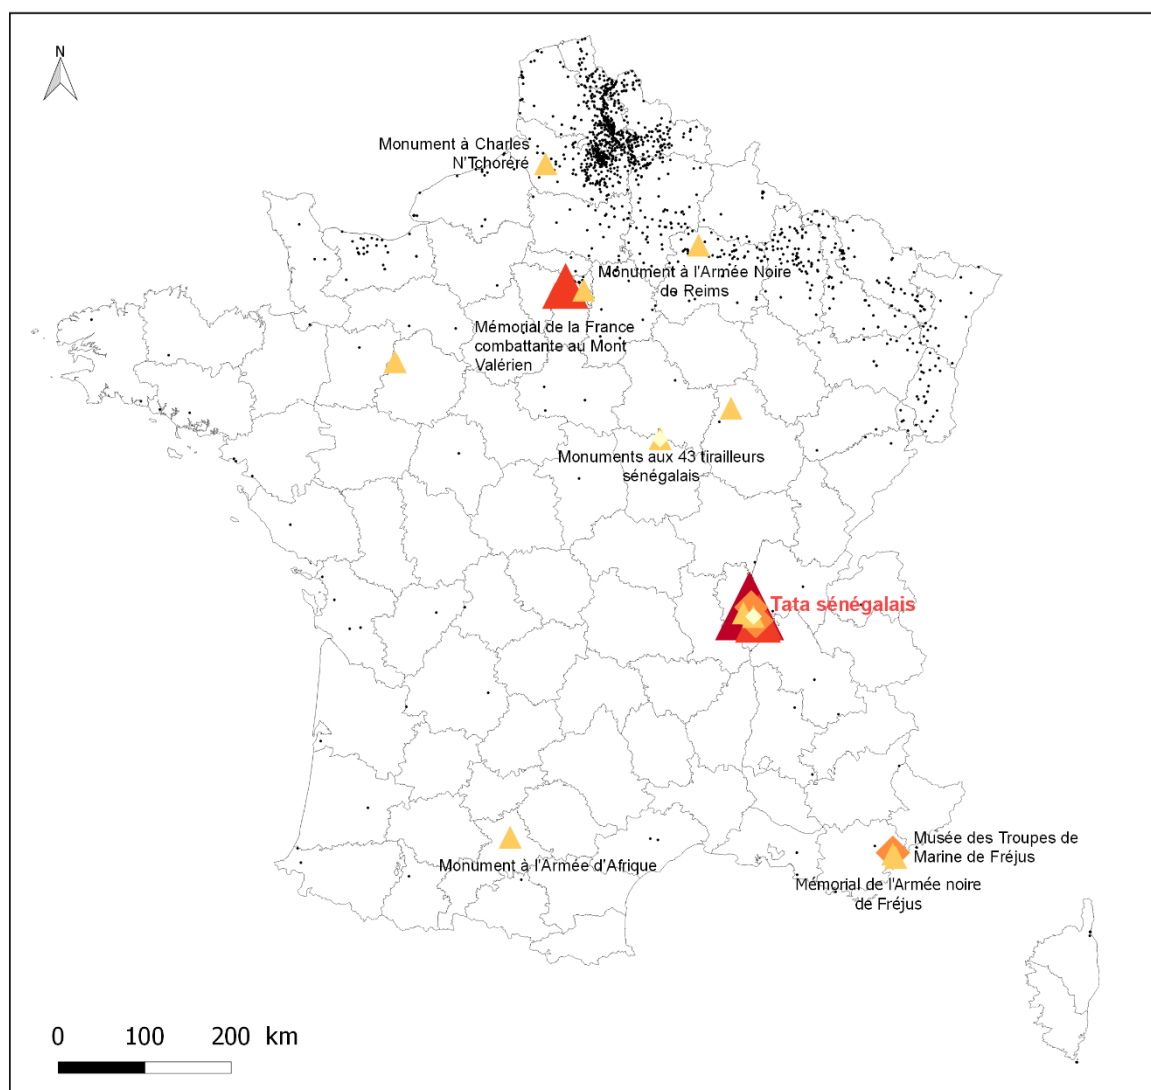 N
Monument à Charles
N'Tchoréré
Monument à l'Armée Noire
de Reims
Mémorial de la France
combattante au Mont
Valérien
Monuments aux 43 tirailleurs
sénégalais
Tata sénégalais
Musée des Troupes de
Marine de Fréjus
Monument à l'Armée d'Afrique
Mémorial de l'Armée noire
de Fréjus
0 100 200 km